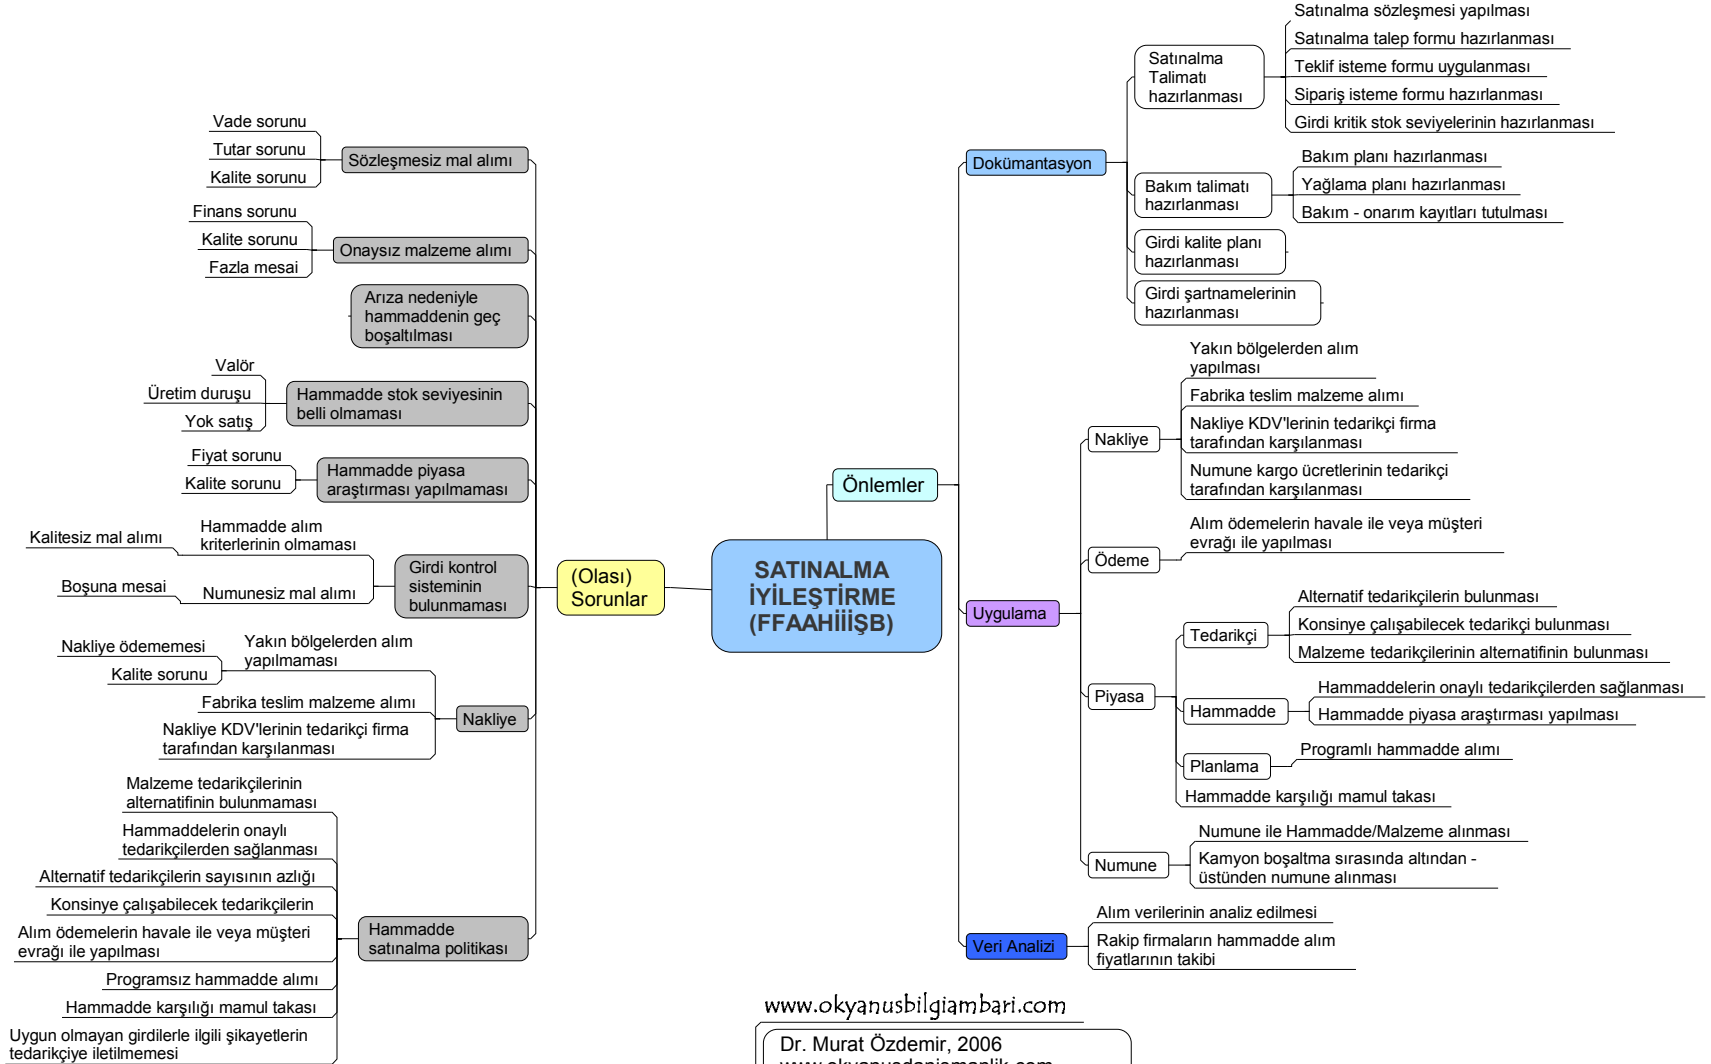 SATINALMA
İYİLEŞTİRME
(FFAAHİİİŞB)
Önlemler
Dokümantasyon
Satınalma
Talimatı
hazırlanması
Satınalma sözleşmesi yapılması
Satınalma talep formu hazırlanması
Teklif isteme formu uygulanması
Sipariş isteme formu hazırlanması
Girdi kritik stok seviyelerinin hazırlanması
Bakım talimatı
hazırlanması
Bakım planı hazırlanması
Yağlama planı hazırlanması
Bakım - onarım kayıtları tutulması
Girdi kalite planı
hazırlanması
Girdi şartnamelerinin
hazırlanması
Uygulama
Nakliye
Yakın bölgelerden alım
yapılması
Fabrika teslim malzeme alımı
Nakliye KDV'lerinin tedarikçi firma
tarafından karşılanması
Numune kargo ücretlerinin tedarikçi
tarafından karşılanması
Ödeme
Alım ödemelerin havale ile veya müşteri
evrağı ile yapılması
Piyasa
Tedarikçi
Alternatif tedarikçilerin bulunması
Konsinye çalışabilecek tedarikçi bulunması
Malzeme tedarikçilerinin alternatifinin bulunması
Hammadde
Hammaddelerin onaylı tedarikçilerden sağlanması
Hammadde piyasa araştırması yapılması
Planlama
Programlı hammadde alımı
Hammadde karşılığı mamul takası
Numune
Numune ile Hammadde/Malzeme alınması
Kamyon boşaltma sırasında altından -
üstünden numune alınması
Veri Analizi
Alım verilerinin analiz edilmesi
Rakip firmaların hammadde alım
fiyatlarının takibi
(Olası)
Sorunlar
Sözleşmesiz mal alımı
Vade sorunu
Tutar sorunu
Kalite sorunu
Onaysız malzeme alımı
Finans sorunu
Kalite sorunu
Fazla mesai
Arıza nedeniyle
hammaddenin geç
boşaltılması
Hammadde stok seviyesinin
belli olmaması
Valör
Üretim duruşu
Yok satış
Hammadde piyasa
araştırması yapılmaması
Fiyat sorunu
Kalite sorunu
Girdi kontrol
sisteminin
bulunmaması
Hammadde alım
kriterlerinin olmaması
Kalitesiz mal alımı
Numunesiz mal alımı
Boşuna mesai
Nakliye
Yakın bölgelerden alım
yapılmaması
Nakliye ödememesi
Kalite sorunu
Fabrika teslim malzeme alımı
Nakliye KDV'lerinin tedarikçi firma
tarafından karşılanması
Hammadde
satınalma politikası
Malzeme tedarikçilerinin
alternatifinin bulunmaması
Hammaddelerin onaylı
tedarikçilerden sağlanması
Alternatif tedarikçilerin sayısının azlığı
Konsinye çalışabilecek tedarikçilerin
Alım ödemelerin havale ile veya müşteri
evrağı ile yapılması
Programsız hammadde alımı
Hammadde karşılığı mamul takası
Uygun olmayan girdilerle ilgili şikayetlerin
tedarikçiye iletilmemesi
www.okyanusbilgiambari.com
Dr. Murat Özdemir, 2006
www.okyanusdanismanlik.com